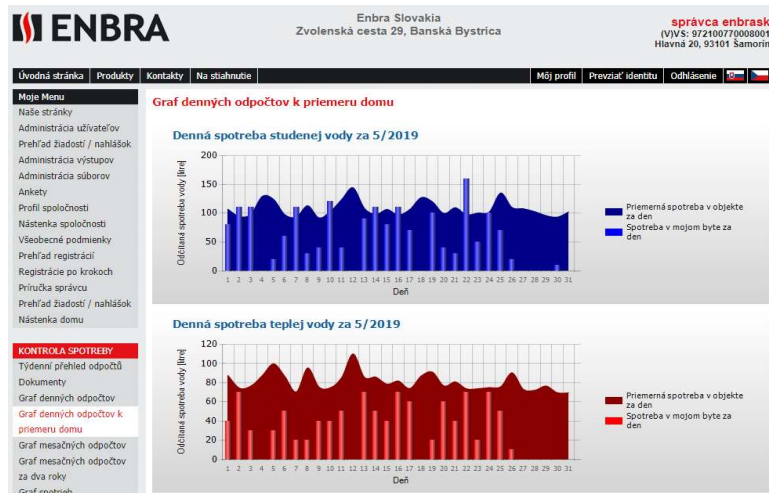 ENBRA
Enbra Slovakia
Zvolenská cesta 29, Banská Bystrica
správca enbrask
(V)VS: 972100770008001
Hlavná 20, 93101 Šamorín
Úvodná stránka Produkty Kontakty Na stiahnutie Môj profil Prevziať identitu Odhlásenie
Moje Menu
Naše stránky
Administrácia užívateľov
Prehľad žiadostí / nahlášok
Administrácia výstupov
Administrácia súborov
Ankety
Profil spoločnosti
Nástenka spoločnosti
Všeobecné podmienky
Prehľad registrácií
Registrácie po krokoch
Príručka správcu
Prehľad žiadostí / nahlášok
Nástenka domu
KONTROLA SPOTREBY
Týdenní přehled odpočtů
Dokumenty
Graf denných odpočtov
Graf denných odpočtov k
priemeru domu
Graf mesačných odpočtov
Graf mesačných odpočtov
za dva roky
Graf spotrieb
Graf denných odpočtov k priemeru domu
Denná spotreba studenej vody za 5/2019
Odčítaná spotreba vody [litre]
200
150
100
50
0
1 2 3 4 5 6 7 8 9 10 11 12 13 14 15 16 17 18 19 20 21 22 23 24 25 26 27 28 29 30 31
Deň
Priemerná spotreba v objekte
za den
Spotreba v mojom byte za
den
Denná spotreba teplej vody za 5/2019
Odčítaná spotreba vody [litre]
120
100
80
60
40
20
0
1 2 3 4 5 6 7 8 9 10 11 12 13 14 15 16 17 18 19 20 21 22 23 24 25 26 27 28 29 30 31
Deň
Priemerná spotreba v objekte
za den
Spotreba v mojom byte za
den